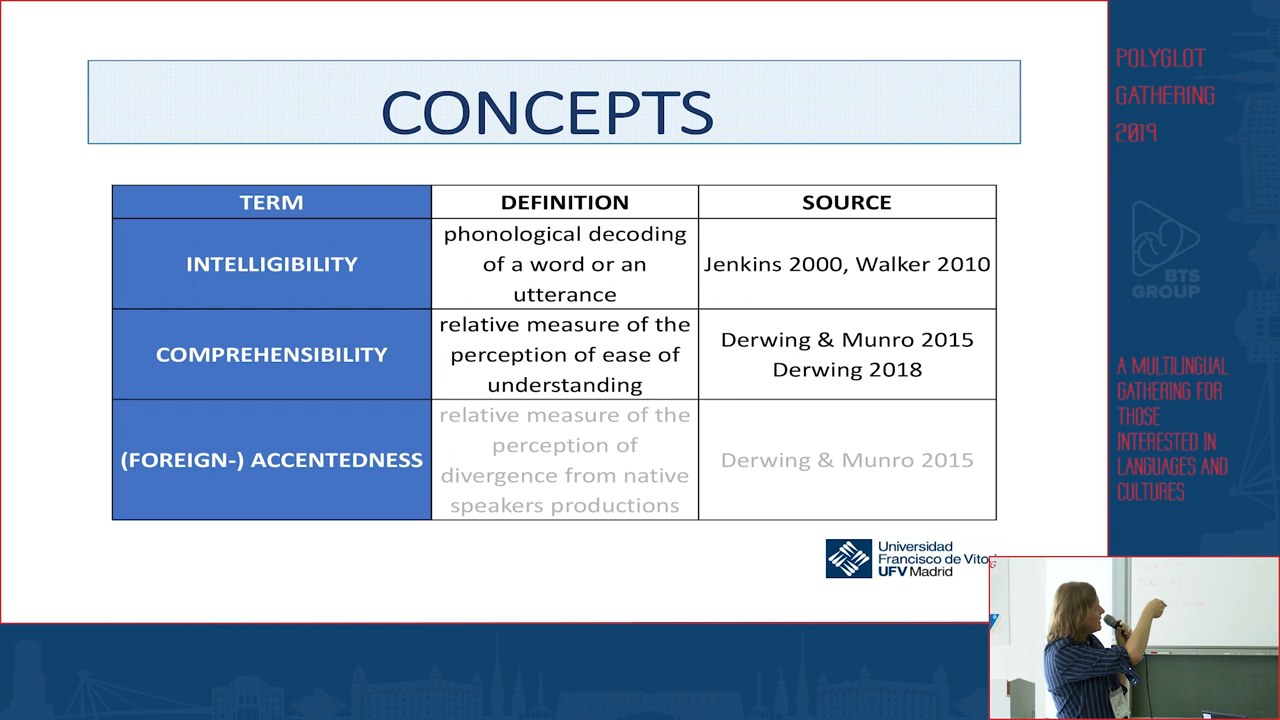 CONCEPTS
TERM DEFINITION SOURCE
INTELLIGIBILITY
phonological decoding
of a word or an
utterance
Jenkins 2000, Walker 2010
COMPREHENSIBILITY
relative measure of the
perception of ease of
understanding
Derwing & Munro 2015
Derwing 2018
(FOREIGN-) ACCENTEDNESS
relative measure of the
perception of
divergence from native
speakers productions
Derwing & Munro 2015
Universidad
Francisco de Vito
UFV Madrid
POLYGLOT
GATHERING
2019
BTS
GROUP
A MULTILINGUAL
GATHERING FOR
THOSE
INTERESTED IN
LANGUAGES AND
CULTURES